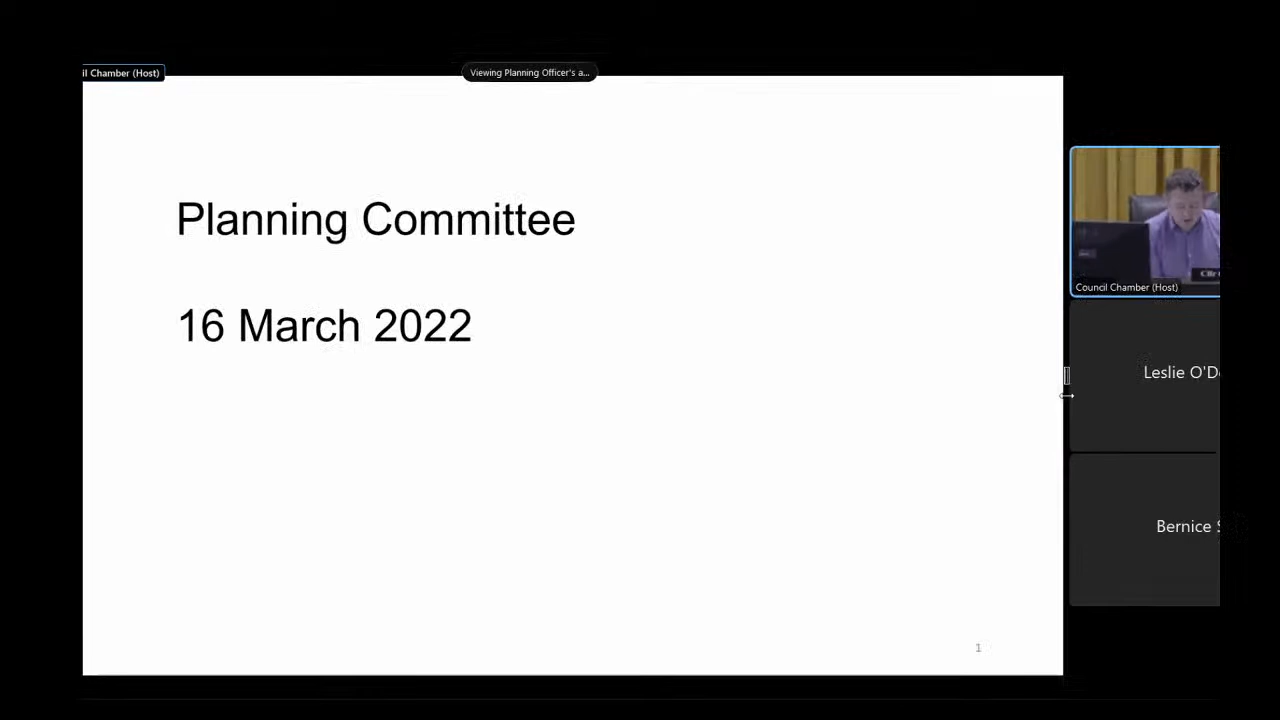 il Chamber (Host)
Viewing Planning Officer's a...
Planning Committee
16 March 2022
1
Council Chamber (Host)
Leslie O'D
Bernice